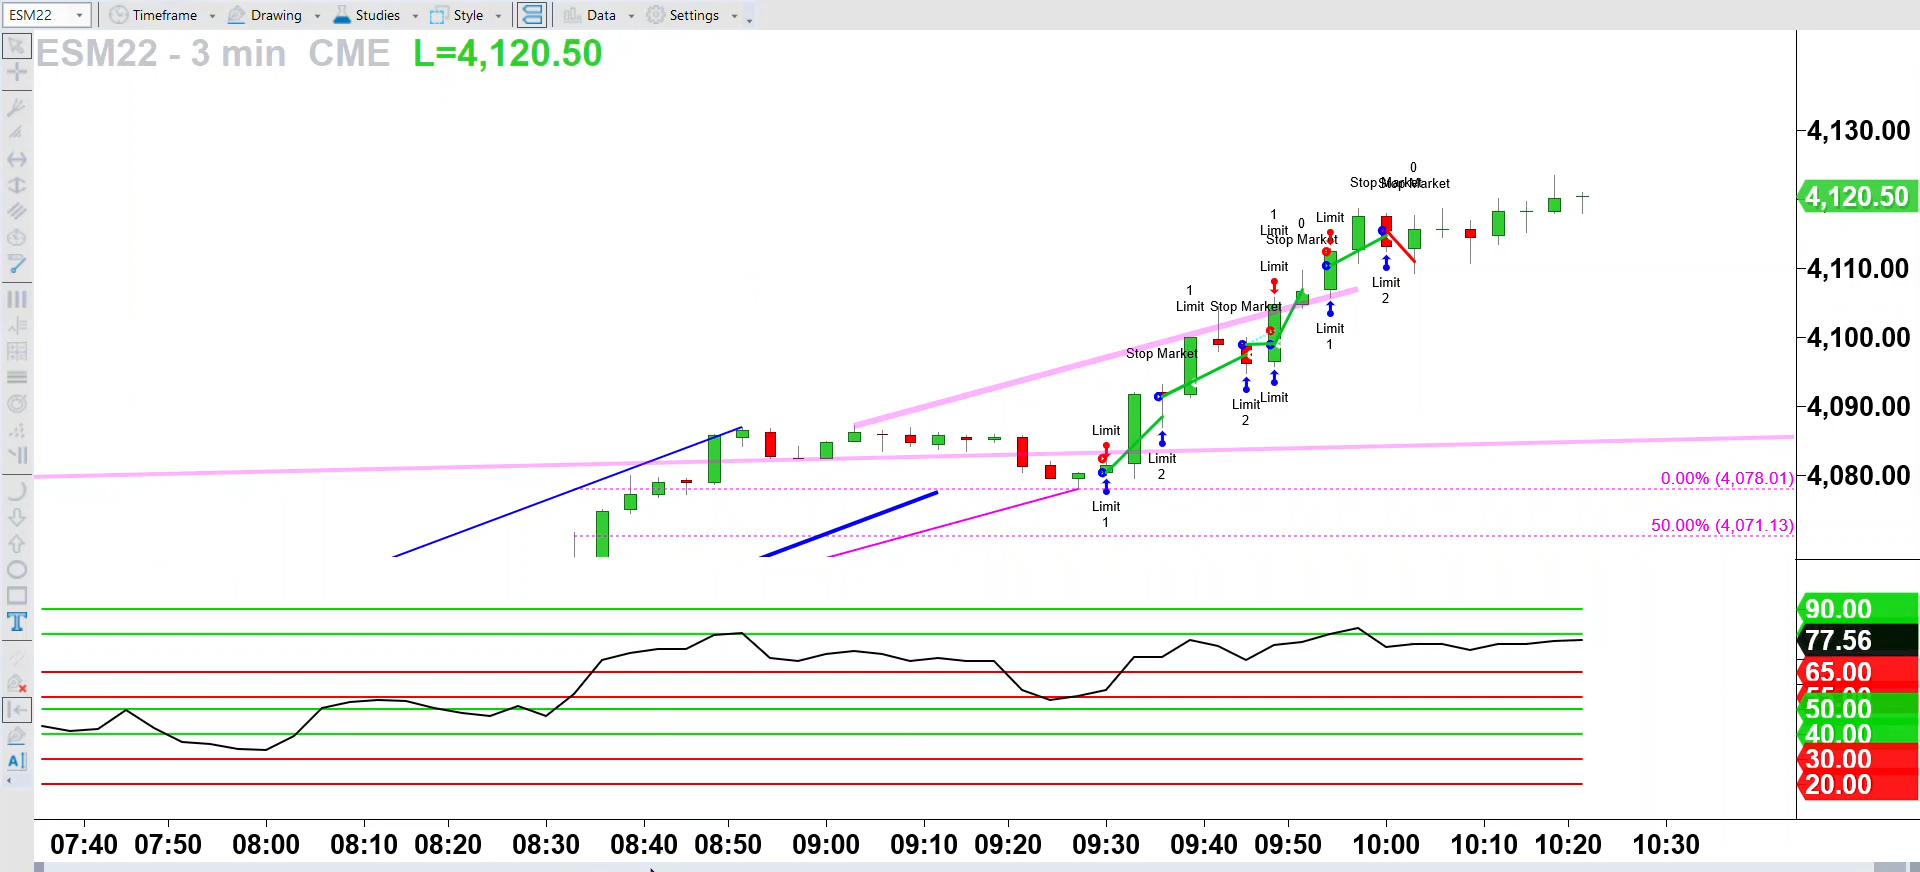 ESM22 Timeframe Drawing Studies Style Data Settings
ESM22 - 3 min CME L=4,120.50
4,130.00
0
Stop Market Stop Market
4,120.50
1 0 Limit
Limit
Stop Market
Limit
4,110.00
Limit
2
1
Limit Stop Market
Limit
1
4,100.00
Stop Market
Limit Limit
2
4,090.00
Limit
Limit
2
4,080.00
0.00% (4,078.01)
Limit
1
50.00% (4,071.13)
90.00
77.56
65.00
50.00
40.00
30.00
20.00
07:40 07:50 08:00 08:10 08:20 08:30 08:40 08:50 09:00 09:10 09:20 09:30 09:40 09:50 10:00 10:10 10:20 10:30